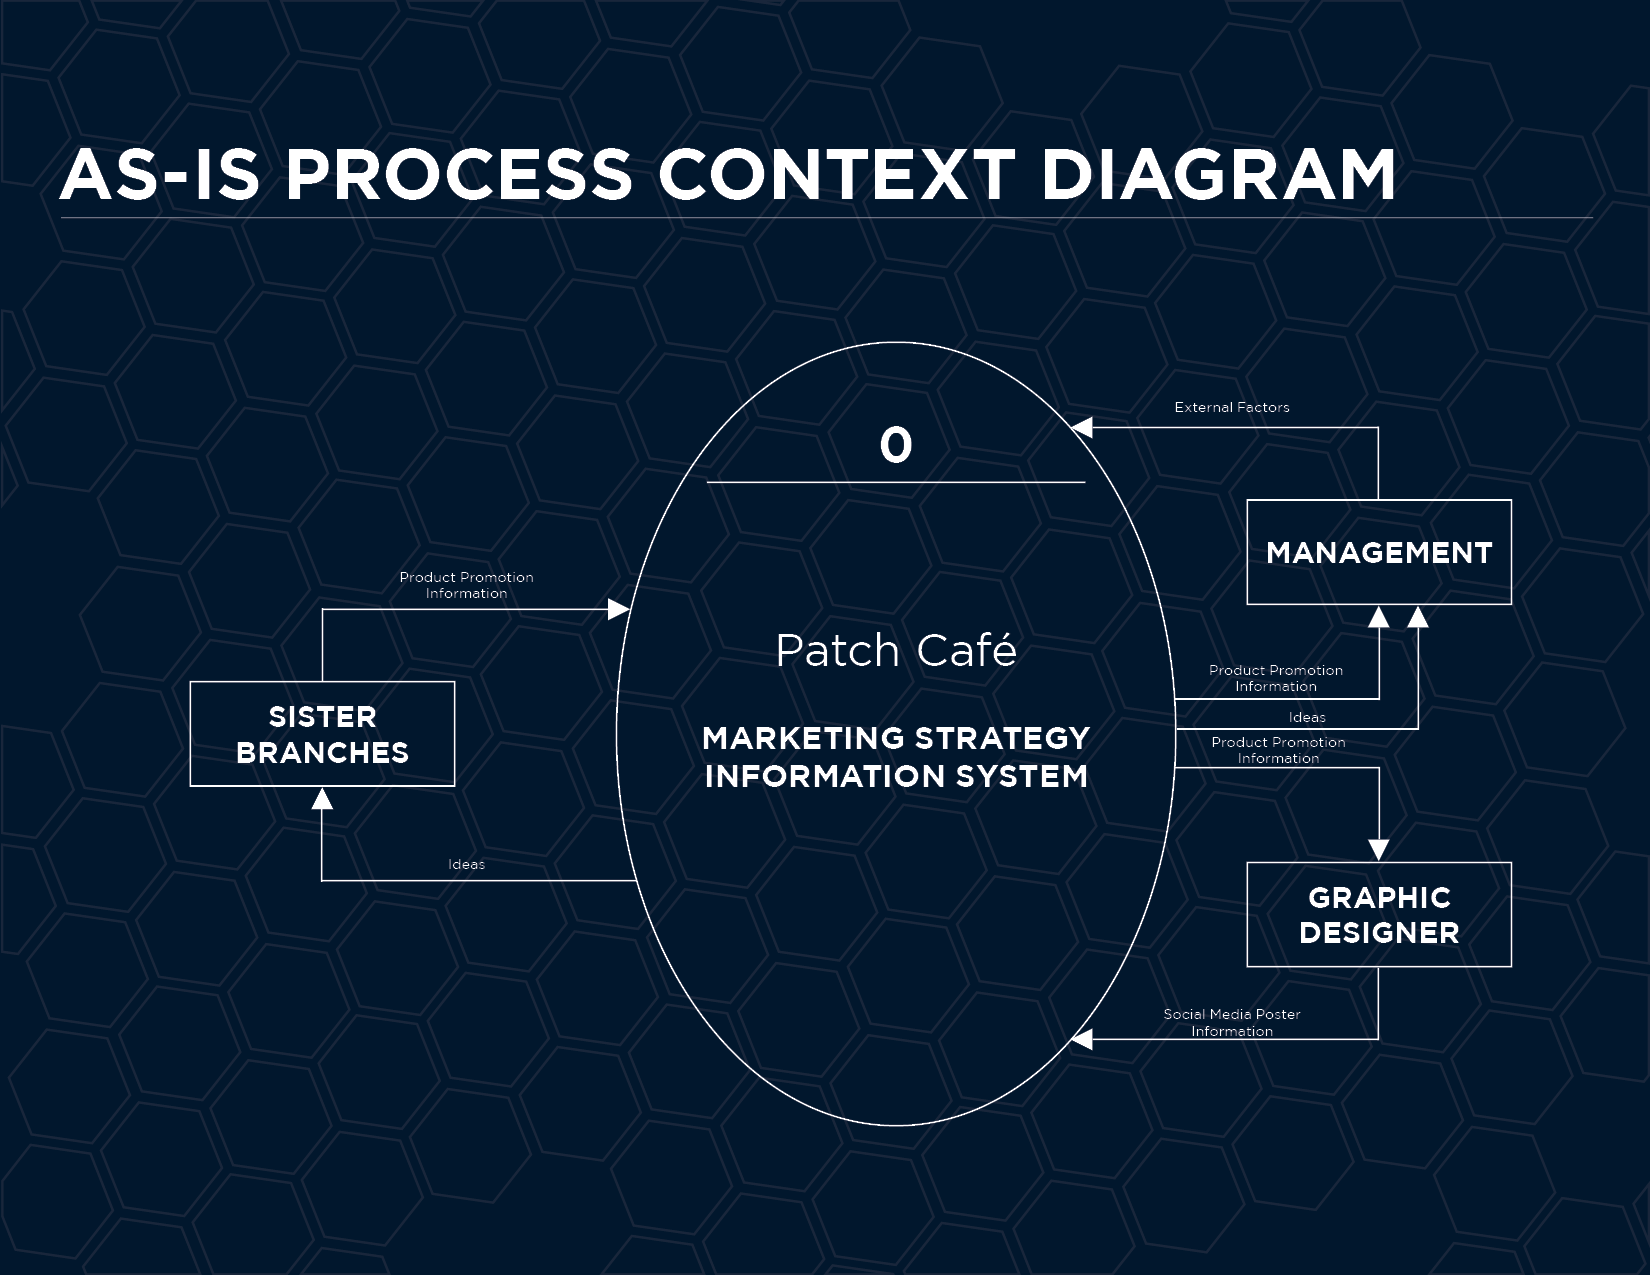 AS-IS PROCESS CONTEXT DIAGRAM
External Factors
0
MANAGEMENT
Product Promotion
Information
Patch Café
Product Promotion
Information
SISTER
BRANCHES
MARKETING STRATEGY
INFORMATION SYSTEM
Ideas
Product Promotion
Information
Ideas
GRAPHIC
DESIGNER
Social Media Poster
Information